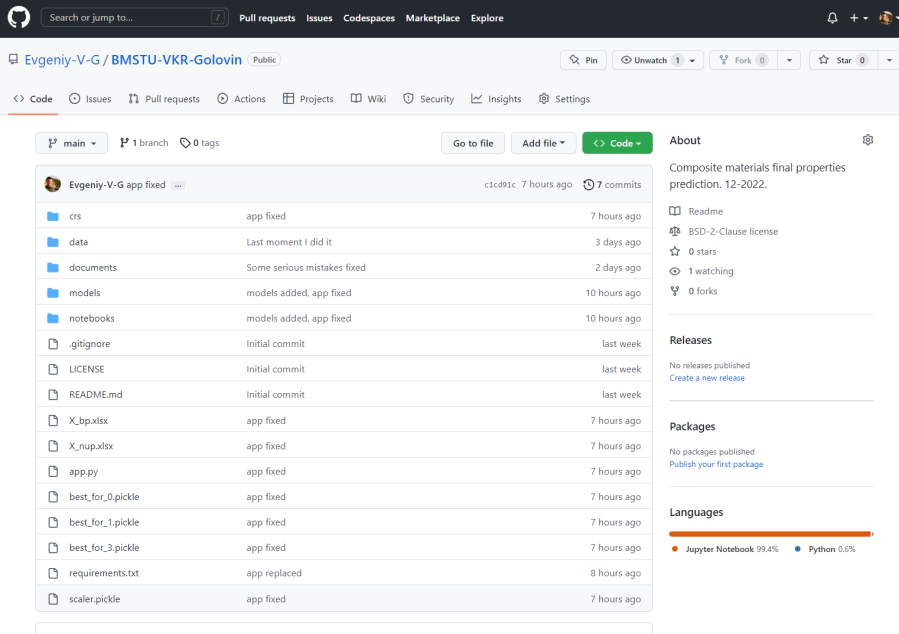 Search or jump to... / Pull requests Issues Codespaces Marketplace Explore
Evgeniy-V-G / BMSTU-VKR-Golovin Public Pin Unwatch 1 Fork 0 Star 0
Code Issues Pull requests Actions Projects Wiki Security Insights Settings
main 1 branch 0 tags Go to file Add file Code
Evgeniy-V-G app fixed ... c1cd91c 7 hours ago 7 commits
crs app fixed 7 hours ago
data Last moment I did it 3 days ago
documents Some serious mistakes fixed 2 days ago
models models added, app fixed 10 hours ago
notebooks models added, app fixed 10 hours ago
.gitignore Initial commit last week
LICENSE Initial commit last week
README.md Initial commit last week
X_bp.xlsx app fixed 7 hours ago
X_nup.xlsx app fixed 7 hours ago
app.py app fixed 7 hours ago
best_for_0.pickle app fixed 7 hours ago
best_for_1.pickle app fixed 7 hours ago
best_for_3.pickle app fixed 7 hours ago
requirements.txt app replaced 8 hours ago
scaler.pickle app fixed 7 hours ago
About
Composite materials final properties
prediction. 12-2022.
Readme
BSD-2-Clause license
0 stars
1 watching
0 forks
Releases
No releases published
Create a new release
Packages
No packages published
Publish your first package
Languages
Jupyter Notebook 99.4% Python 0.6%